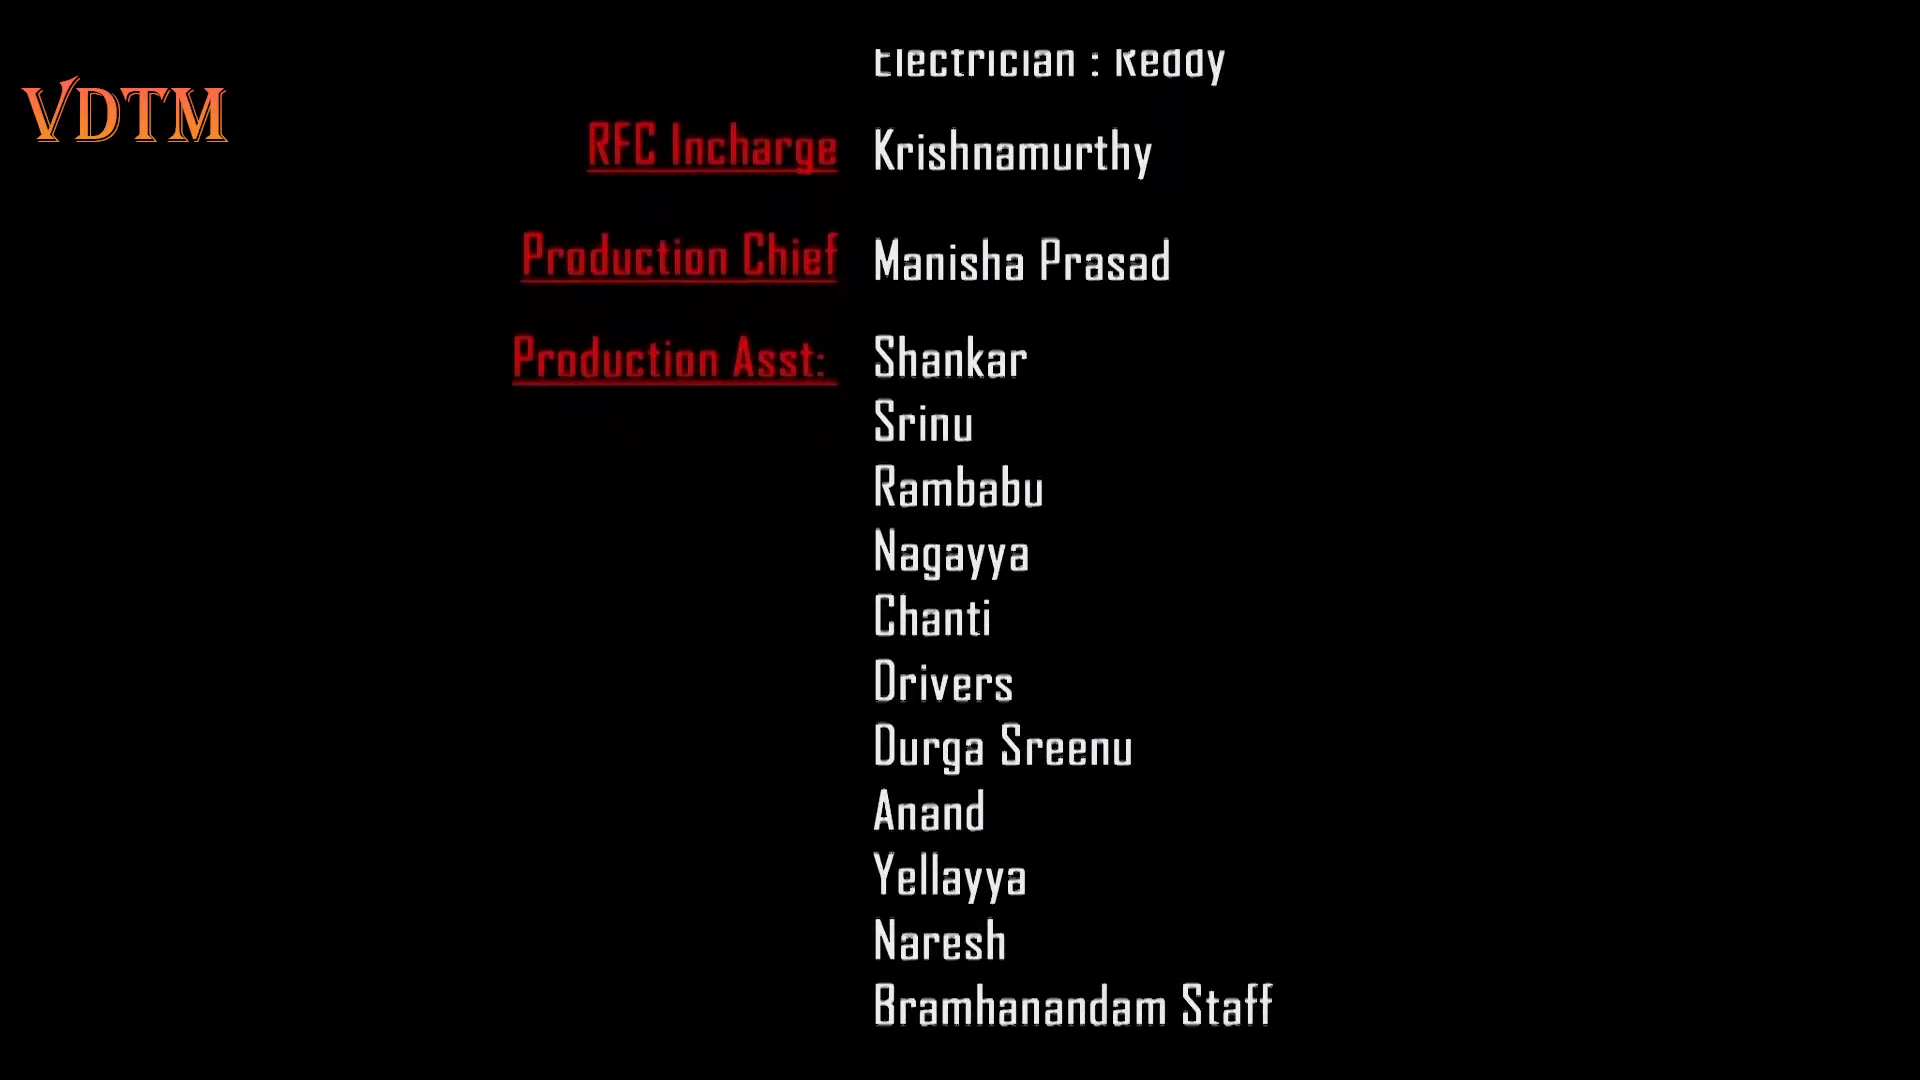 Electrician : Reddy
VDTM
RFC Incharge Krishnamurthy
Production Chief Manisha Prasad
Production Asst: Shankar
Srinu
Rambabu
Nagayya
Chanti
Drivers
Durga Sreenu
Anand
Yellayya
Naresh
Bramhanandam Staff